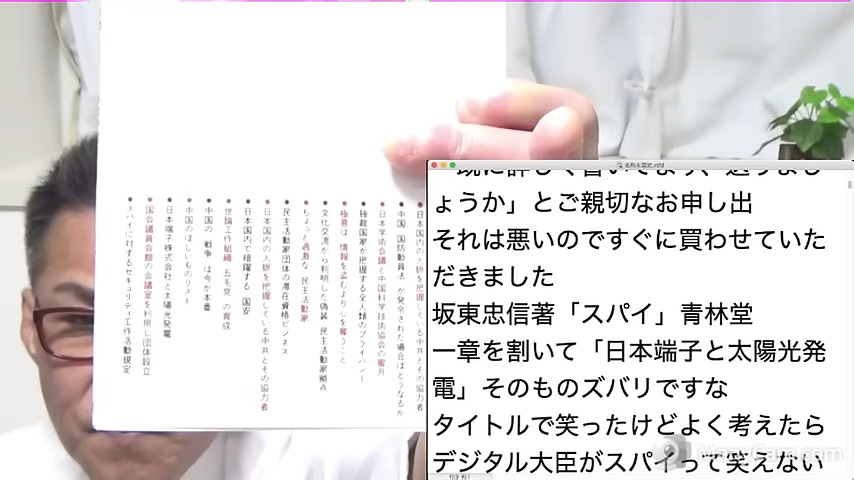 日本国内の人脈を把握している中共とその協力者
中国「国防動員法」が発令された場合はどうなるか
日本学術会議と中国科学技術協会の蜜月
独裁国家が把握する全人類のプライバシー
極意は「情報を盗むより心を奪うこと」
文化交流から判明した偽装「民主活動家」拠点
ちょっと過激な「民主活動家」
民主活動家団体の滞在資格ビジネス
日本国内の人脈を把握している中共とその協力者
日本国内で暗躍する「国安」
世論工作組織「五毛党」の育成
中国の「戦争」は今が本番
中国のほしいものリスト
日本端子株式会社と太陽光発電
国会議員会館の会議室を利用し団体設立
スパイに対するセキュリティ工作活動規定
名称未設定.rtfd
ょうか」とご親切なお申し出
それは悪いのですぐに買わせていた
だきました
坂東忠信著「スパイ」青林堂
一章を割いて「日本端子と太陽光発
電」そのものズバリですな
タイトルで笑ったけどよく考えたら
デジタル大臣がスパイって笑えない
ManyCam.com